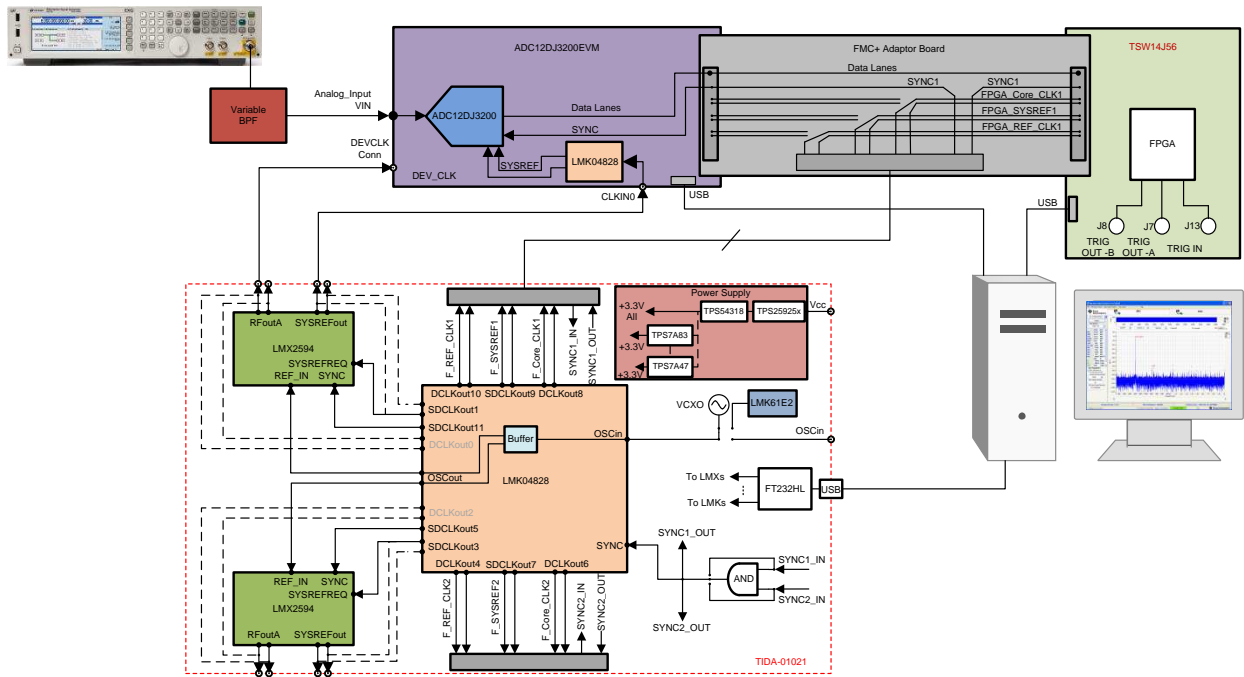 ADC12DJ3200EVM
FMC+ Adaptor Board
TSW14J56
Data Lanes
SYNC1
SYNC1
FPGA_Core_CLK1
FPGA_SYSREF1
FPGA_REF_CLK1
Variable
BPF
Analog_Input
VIN
ADC12DJ3200
Data Lanes
SYNC
DEVCLK
Conn
SYSREF
LMK04828
DEV_CLK
CLKIN0
USB
FPGA
USB
J8
J7
J13
TRIG
OUT -B
TRIG
OUT -A
TRIG IN
RFoutA
SYSREFout
LMX2594
SYSREFREQ
REF_IN
SYNC
F_REF_CLK1
F_SYSREF1
F_Core_CLK1
SYNC1_IN
SYNC1_OUT
Power Supply
+3.3V
All
TPS54318
TPS25925x
Vcc
TPS7A83
+3.3V
TPS7A47
+3.3V
DCLKout10
SDCLKout9
DCLKout8
SDCLKout1
SDCLKout11
DCLKout0
Buffer
OSCin
VCXO
LMK61E2
OSCin
OSCout
LMK04828
To LMXs
To LMKs
FT232HL
USB
DCLKout2
SDCLKout5
SDCLKout3
SYNC
SYNC1_OUT
AND
SYNC1_IN
SYNC2_IN
SYNC2_OUT
DCLKout4
SDCLKout7
DCLKout6
F_REF_CLK2
F_SYSREF2
F_Core_CLK2
SYNC2_IN
SYNC2_OUT
REF_IN
SYNC
SYSREFREQ
LMX2594
RFoutA
SYSREFout
TIDA-01021